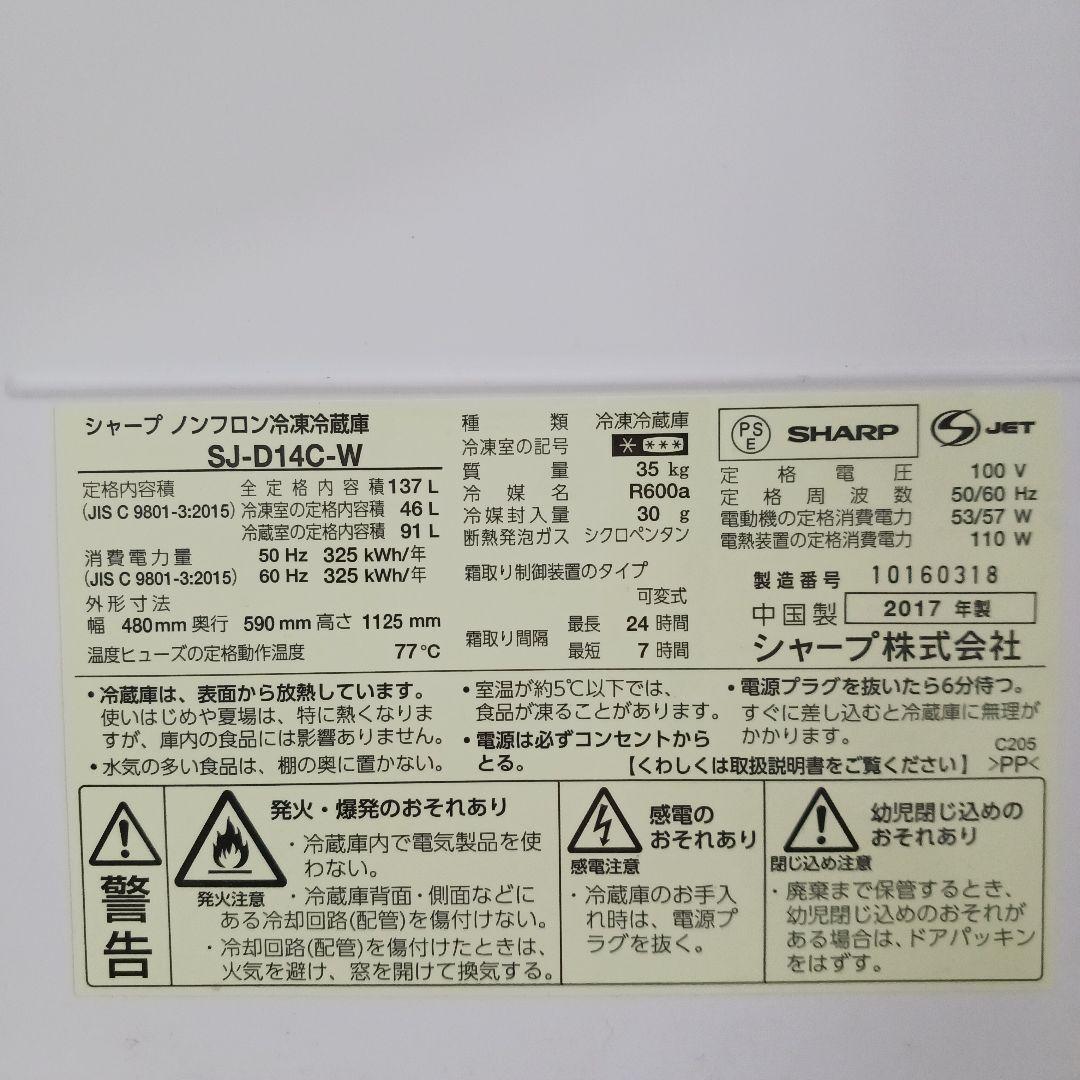 シャープ ノンフロン冷凍冷蔵庫
SJ-D14C-W
定格内容積 全定格内容積 137 L
(JIS C 9801-3:2015) 冷凍室の定格内容積 46 L
冷蔵室の定格内容積 91 L
消費電力量 50 Hz 325 kWh/年
(JIS C 9801-3:2015) 60 Hz 325 kWh/年
外形寸法
幅 480mm 奥行 590 mm 高さ 1125 mm
温度ヒューズの定格動作温度 77℃
種類 冷凍冷蔵庫
冷凍室の記号 * ***
質量 35 kg
冷媒名 R600a
冷媒封入量 30 g
断熱発泡ガス シクロペンタン
霜取り制御装置のタイプ
可変式
霜取り間隔 最長 24 時間
最短 7 時間
PS E SHARP S JET
定格電圧 100 V
定格周波数 50/60 Hz
電動機の定格消費電力 53/57 W
電熱装置の定格消費電力 110 W
製造番号 10160318
中国製 2017 年製
シャープ株式会社
・冷蔵庫は、表面から放熱しています。
使いはじめや夏場は、特に熱くなりま
すが、庫内の食品には影響ありません。
・水気の多い食品は、棚の奥に置かない。
・室温が約5℃以下では、
食品が凍ることがあります。
・電源は必ずコンセントから
とる。
・電源プラグを抜いたら6分待つ。
すぐに差し込むと冷蔵庫に無理が
かかります。
C205
【くわしくは取扱説明書をご覧ください】 >PP<
警告
発火・爆発のおそれあり
発火注意
・冷蔵庫内で電気製品を使
わない。
・冷蔵庫背面・側面などに
ある冷却回路(配管)を傷付けない。
・冷却回路(配管)を傷付けたときは、
火気を避け、窓を開けて換気する。
感電の
おそれあり
感電注意
・冷蔵庫のお手入
れ時は、電源プ
ラグを抜く。
幼児閉じ込めの
おそれあり
閉じ込め注意
・廃棄まで保管するとき、
幼児閉じ込めのおそれが
ある場合は、ドアパッキン
をはずす。